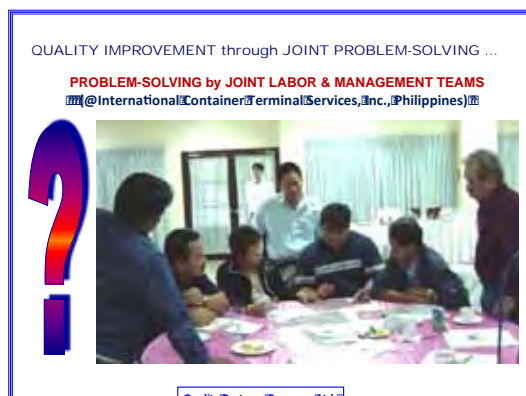 QUALITY IMPROVEMENT through JOINT PROBLEM-SOLVING ...
PROBLEM-SOLVING by JOINT LABOR & MANAGEMENT TEAMS
(@International Container Terminal Services, Inc., Philippines)
?